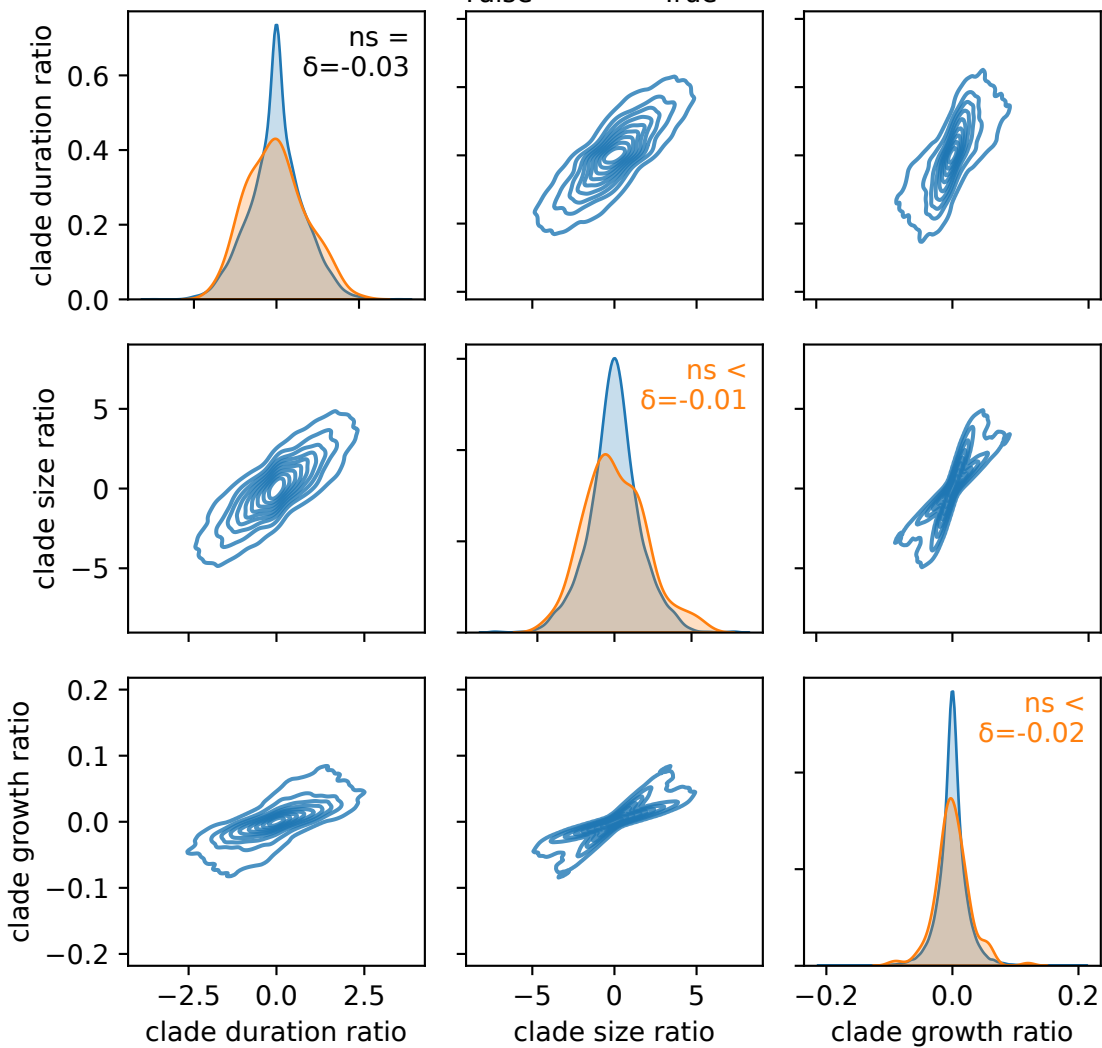 clade duration ratio
0.6
0.4
0.2
0.0
ns =
δ=-0.03
clade size ratio
5
0
−5
ns <
δ=-0.01
clade growth ratio
0.2
0.1
0.0
−0.1
−0.2
ns <
δ=-0.02
−2.5 0.0 2.5
clade duration ratio
−5 0 5
clade size ratio
−0.2 0.0 0.2
clade growth ratio